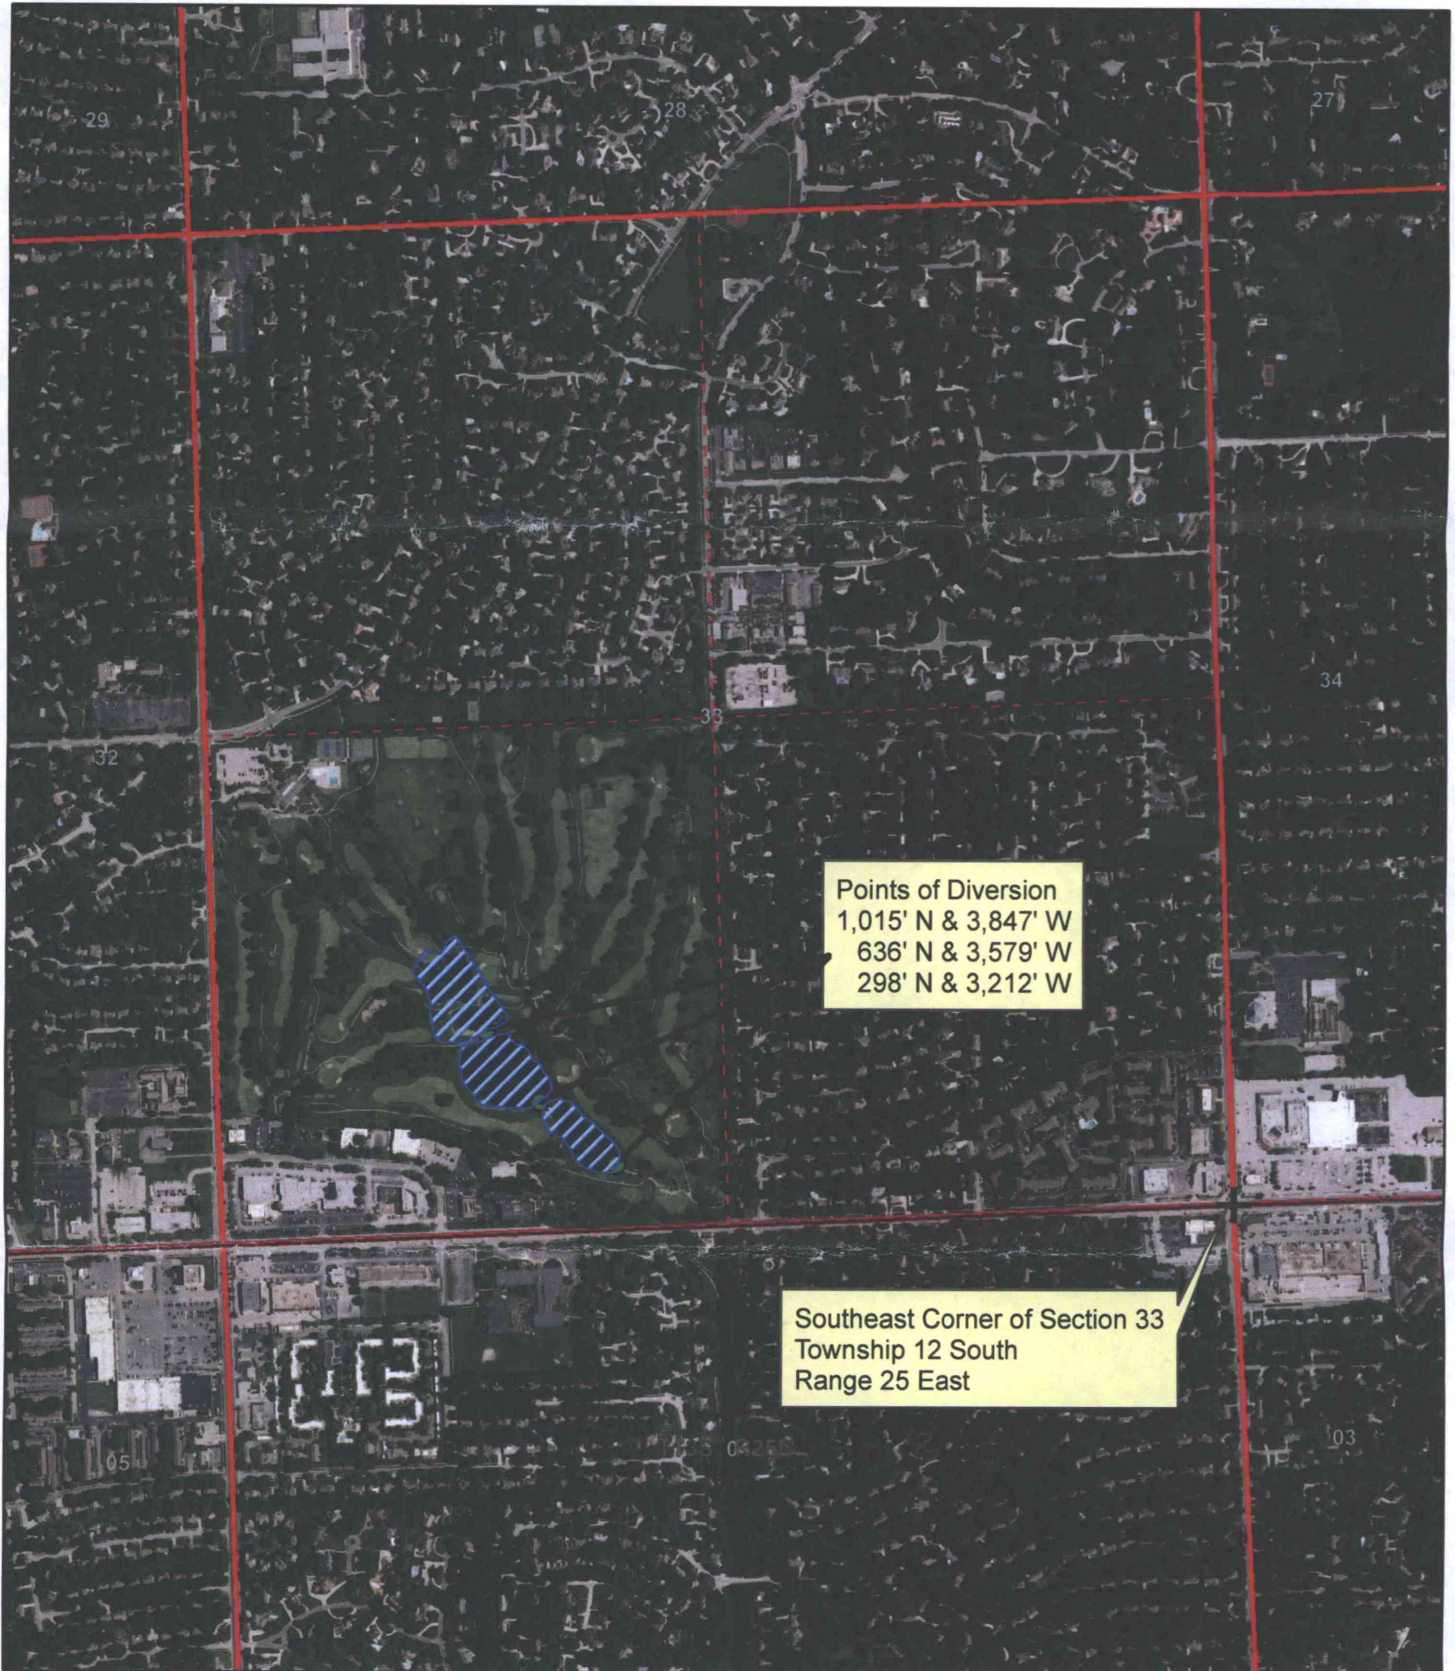 29
28
27
34
33
32
Points of Diversion
1,015' N & 3,847' W
636' N & 3,579' W
298' N & 3,212' W
Southeast Corner of Section 33
Township 12 South
Range 25 East
05
03